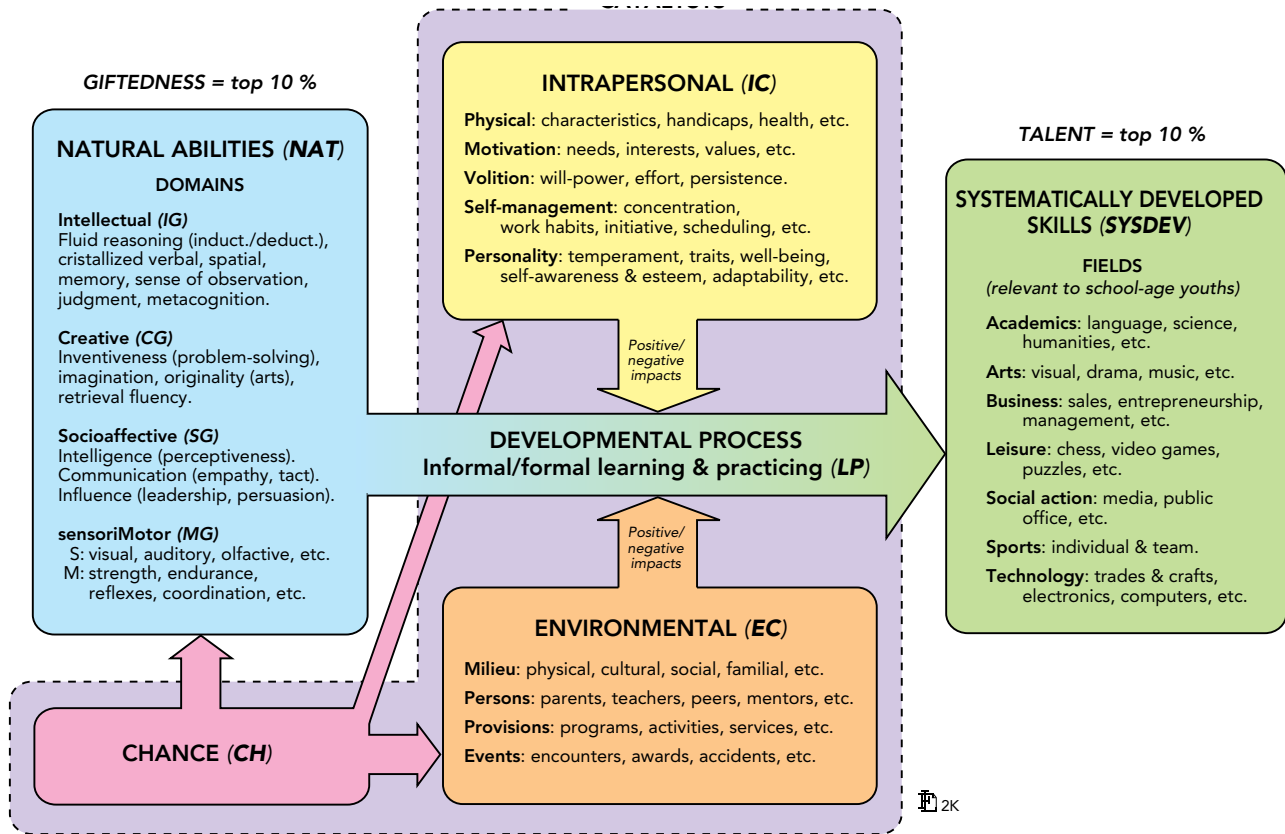 GIFTEDNESS = top 10 %
NATURAL ABILITIES (NAT)
DOMAINS
Intellectual (IG)
Fluid reasoning (induct./deduct.),
cristallized verbal, spatial,
memory, sense of observation,
judgment, metacognition.
Creative (CG)
Inventiveness (problem-solving),
imagination, originality (arts),
retrieval fluency.
Socioaffective (SG)
Intelligence (perceptiveness).
Communication (empathy, tact).
Influence (leadership, persuasion).
sensoriMotor (MG)
S: visual, auditory, olfactive, etc.
M: strength, endurance,
reflexes, coordination, etc.
CHANCE (CH)
INTRAPERSONAL (IC)
Physical: characteristics, handicaps, health, etc.
Motivation: needs, interests, values, etc.
Volition: will-power, effort, persistence.
Self-management: concentration,
work habits, initiative, scheduling, etc.
Personality: temperament, traits, well-being,
self-awareness & esteem, adaptability, etc.
Positive/
negative
impacts
DEVELOPMENTAL PROCESS
Informal/formal learning & practicing (LP)
Positive/
negative
impacts
ENVIRONMENTAL (EC)
Milieu: physical, cultural, social, familial, etc.
Persons: parents, teachers, peers, mentors, etc.
Provisions: programs, activities, services, etc.
Events: encounters, awards, accidents, etc.
TALENT = top 10 %
SYSTEMATICALLY DEVELOPED
SKILLS (SYSDEV)
FIELDS
(relevant to school-age youths)
Academics: language, science,
humanities, etc.
Arts: visual, drama, music, etc.
Business: sales, entrepreneurship,
management, etc.
Leisure: chess, video games,
puzzles, etc.
Social action: media, public
office, etc.
Sports: individual & team.
Technology: trades & crafts,
electronics, computers, etc.
2K